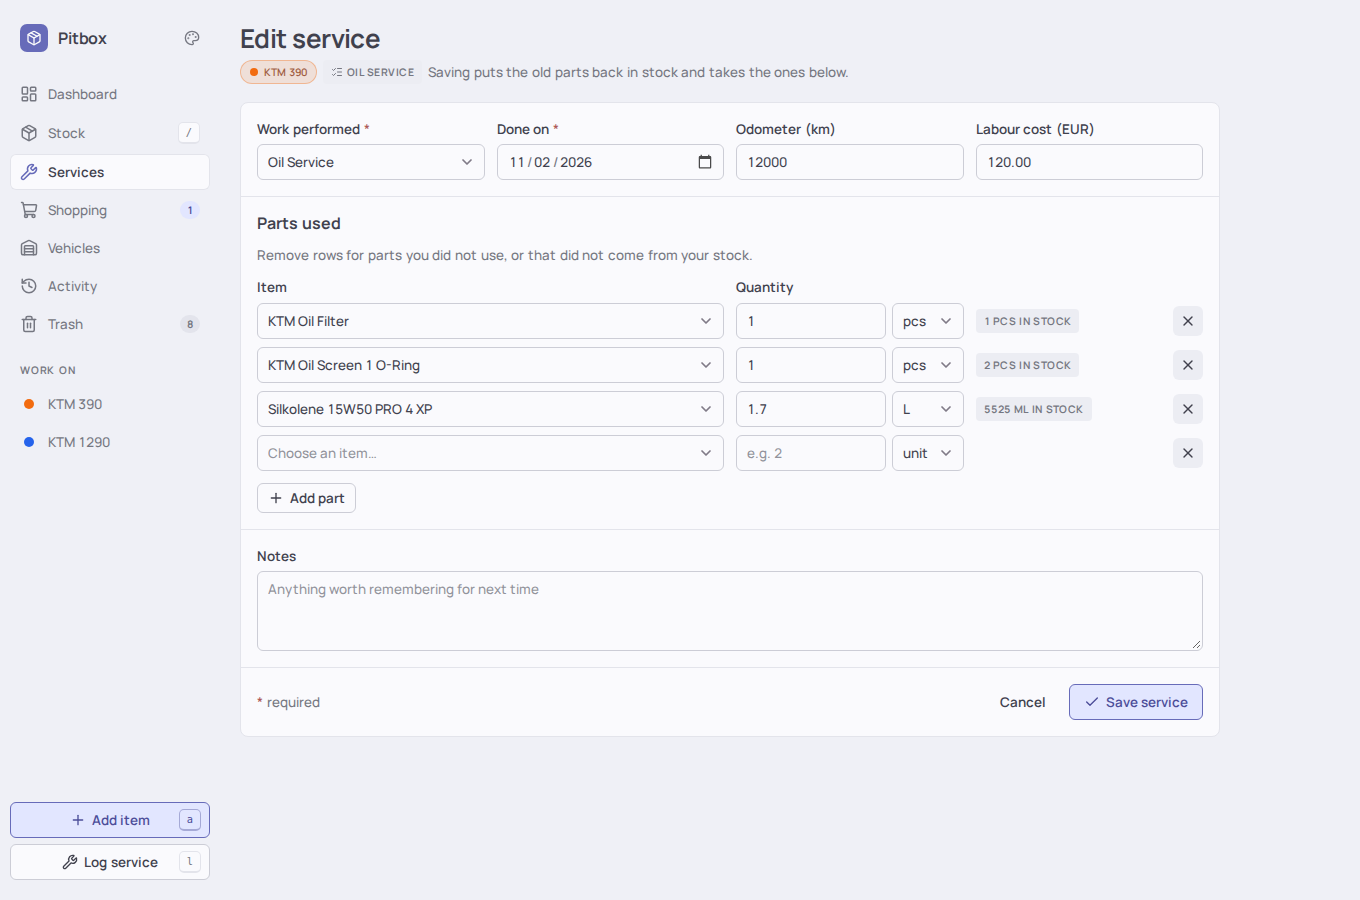 Pitbox
Dashboard
Stock /
Services
Shopping 1
Vehicles
Activity
Trash 8
WORK ON
KTM 390
KTM 1290
Add item a
Log service l
Edit service
KTM 390 OIL SERVICE Saving puts the old parts back in stock and takes the ones below.
Work performed * Done on * Odometer (km) Labour cost (EUR)
Oil Service 11/02/2026 12000 120.00
Parts used
Remove rows for parts you did not use, or that did not come from your stock.
Item Quantity
KTM Oil Filter 1 pcs 1 PCS IN STOCK
KTM Oil Screen 1 O-Ring 1 pcs 2 PCS IN STOCK
Silkolene 15W50 PRO 4 XP 1.7 L 5525 ML IN STOCK
Choose an item... e.g. 2 unit
Add part
Notes
Anything worth remembering for next time
* required Cancel Save service